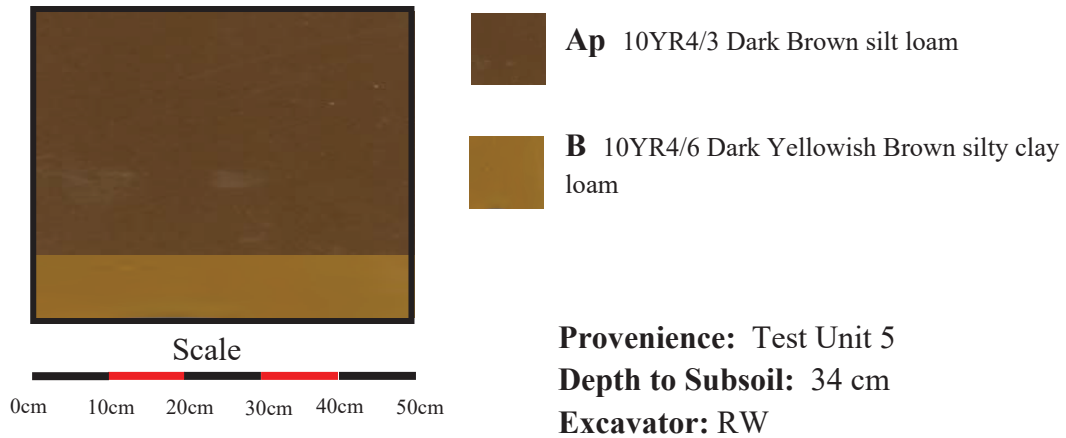 Ap 10YR4/3 Dark Brown silt loam
B 10YR4/6 Dark Yellowish Brown silty clay
loam
Scale
0cm 10cm 20cm 30cm 40cm 50cm
Provenience: Test Unit 5
Depth to Subsoil: 34 cm
Excavator: RW